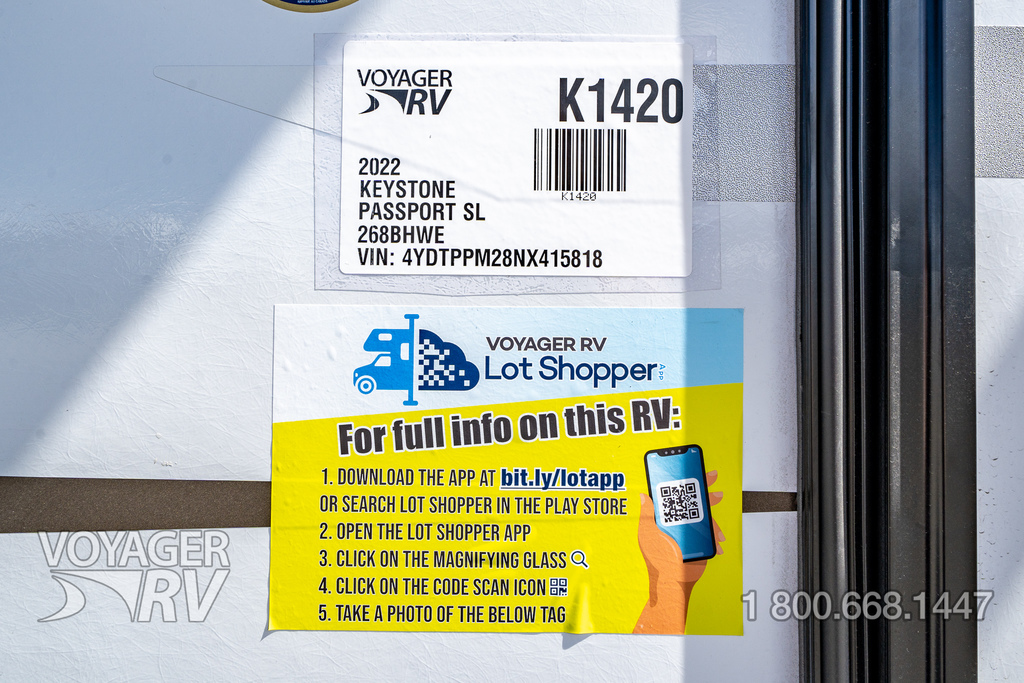 VOYAGER
RV
K1420
K1420
2022
KEYSTONE
PASSPORT SL
268BHWE
VIN: 4YDTPPM28NX415818
VOYAGER RV
Lot Shopper App
For full info on this RV:
1. DOWNLOAD THE APP AT bit.ly/lotapp
OR SEARCH LOT SHOPPER IN THE PLAY STORE
2. OPEN THE LOT SHOPPER APP
3. CLICK ON THE MAGNIFYING GLASS
4. CLICK ON THE CODE SCAN ICON
5. TAKE A PHOTO OF THE BELOW TAG
VOYAGER
RV
1 800.668.1447